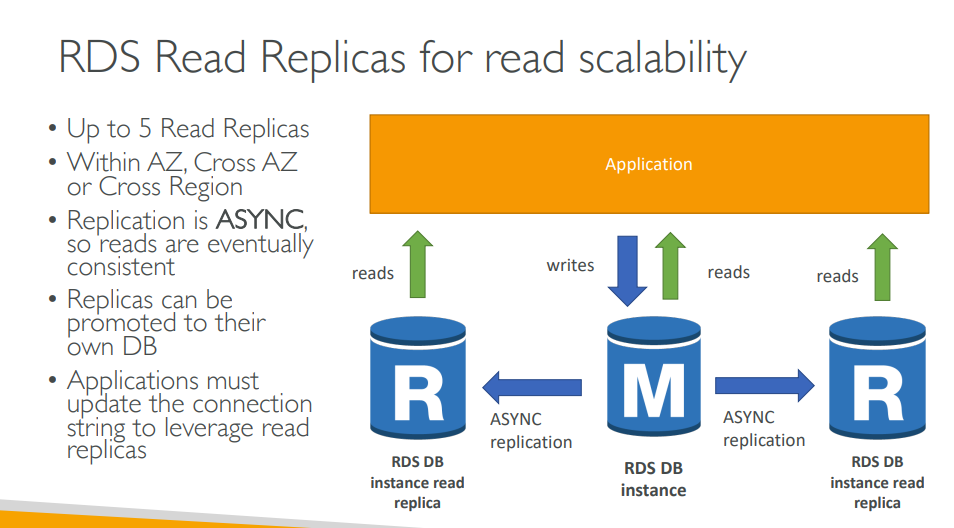 RDS Read Replicas for read scalability
• Up to 5 Read Replicas
• Within AZ, Cross AZ
or Cross Region
• Replication is ASYNC,
so reads are eventually
consistent
• Replicas can be
promoted to their
own DB
• Applications must
update the connection
string to leverage read
replicas
Application
reads
writes
reads
reads
R
M
R
ASYNC
replication
ASYNC
replication
RDS DB
instance read
replica
RDS DB
instance
RDS DB
instance read
replica